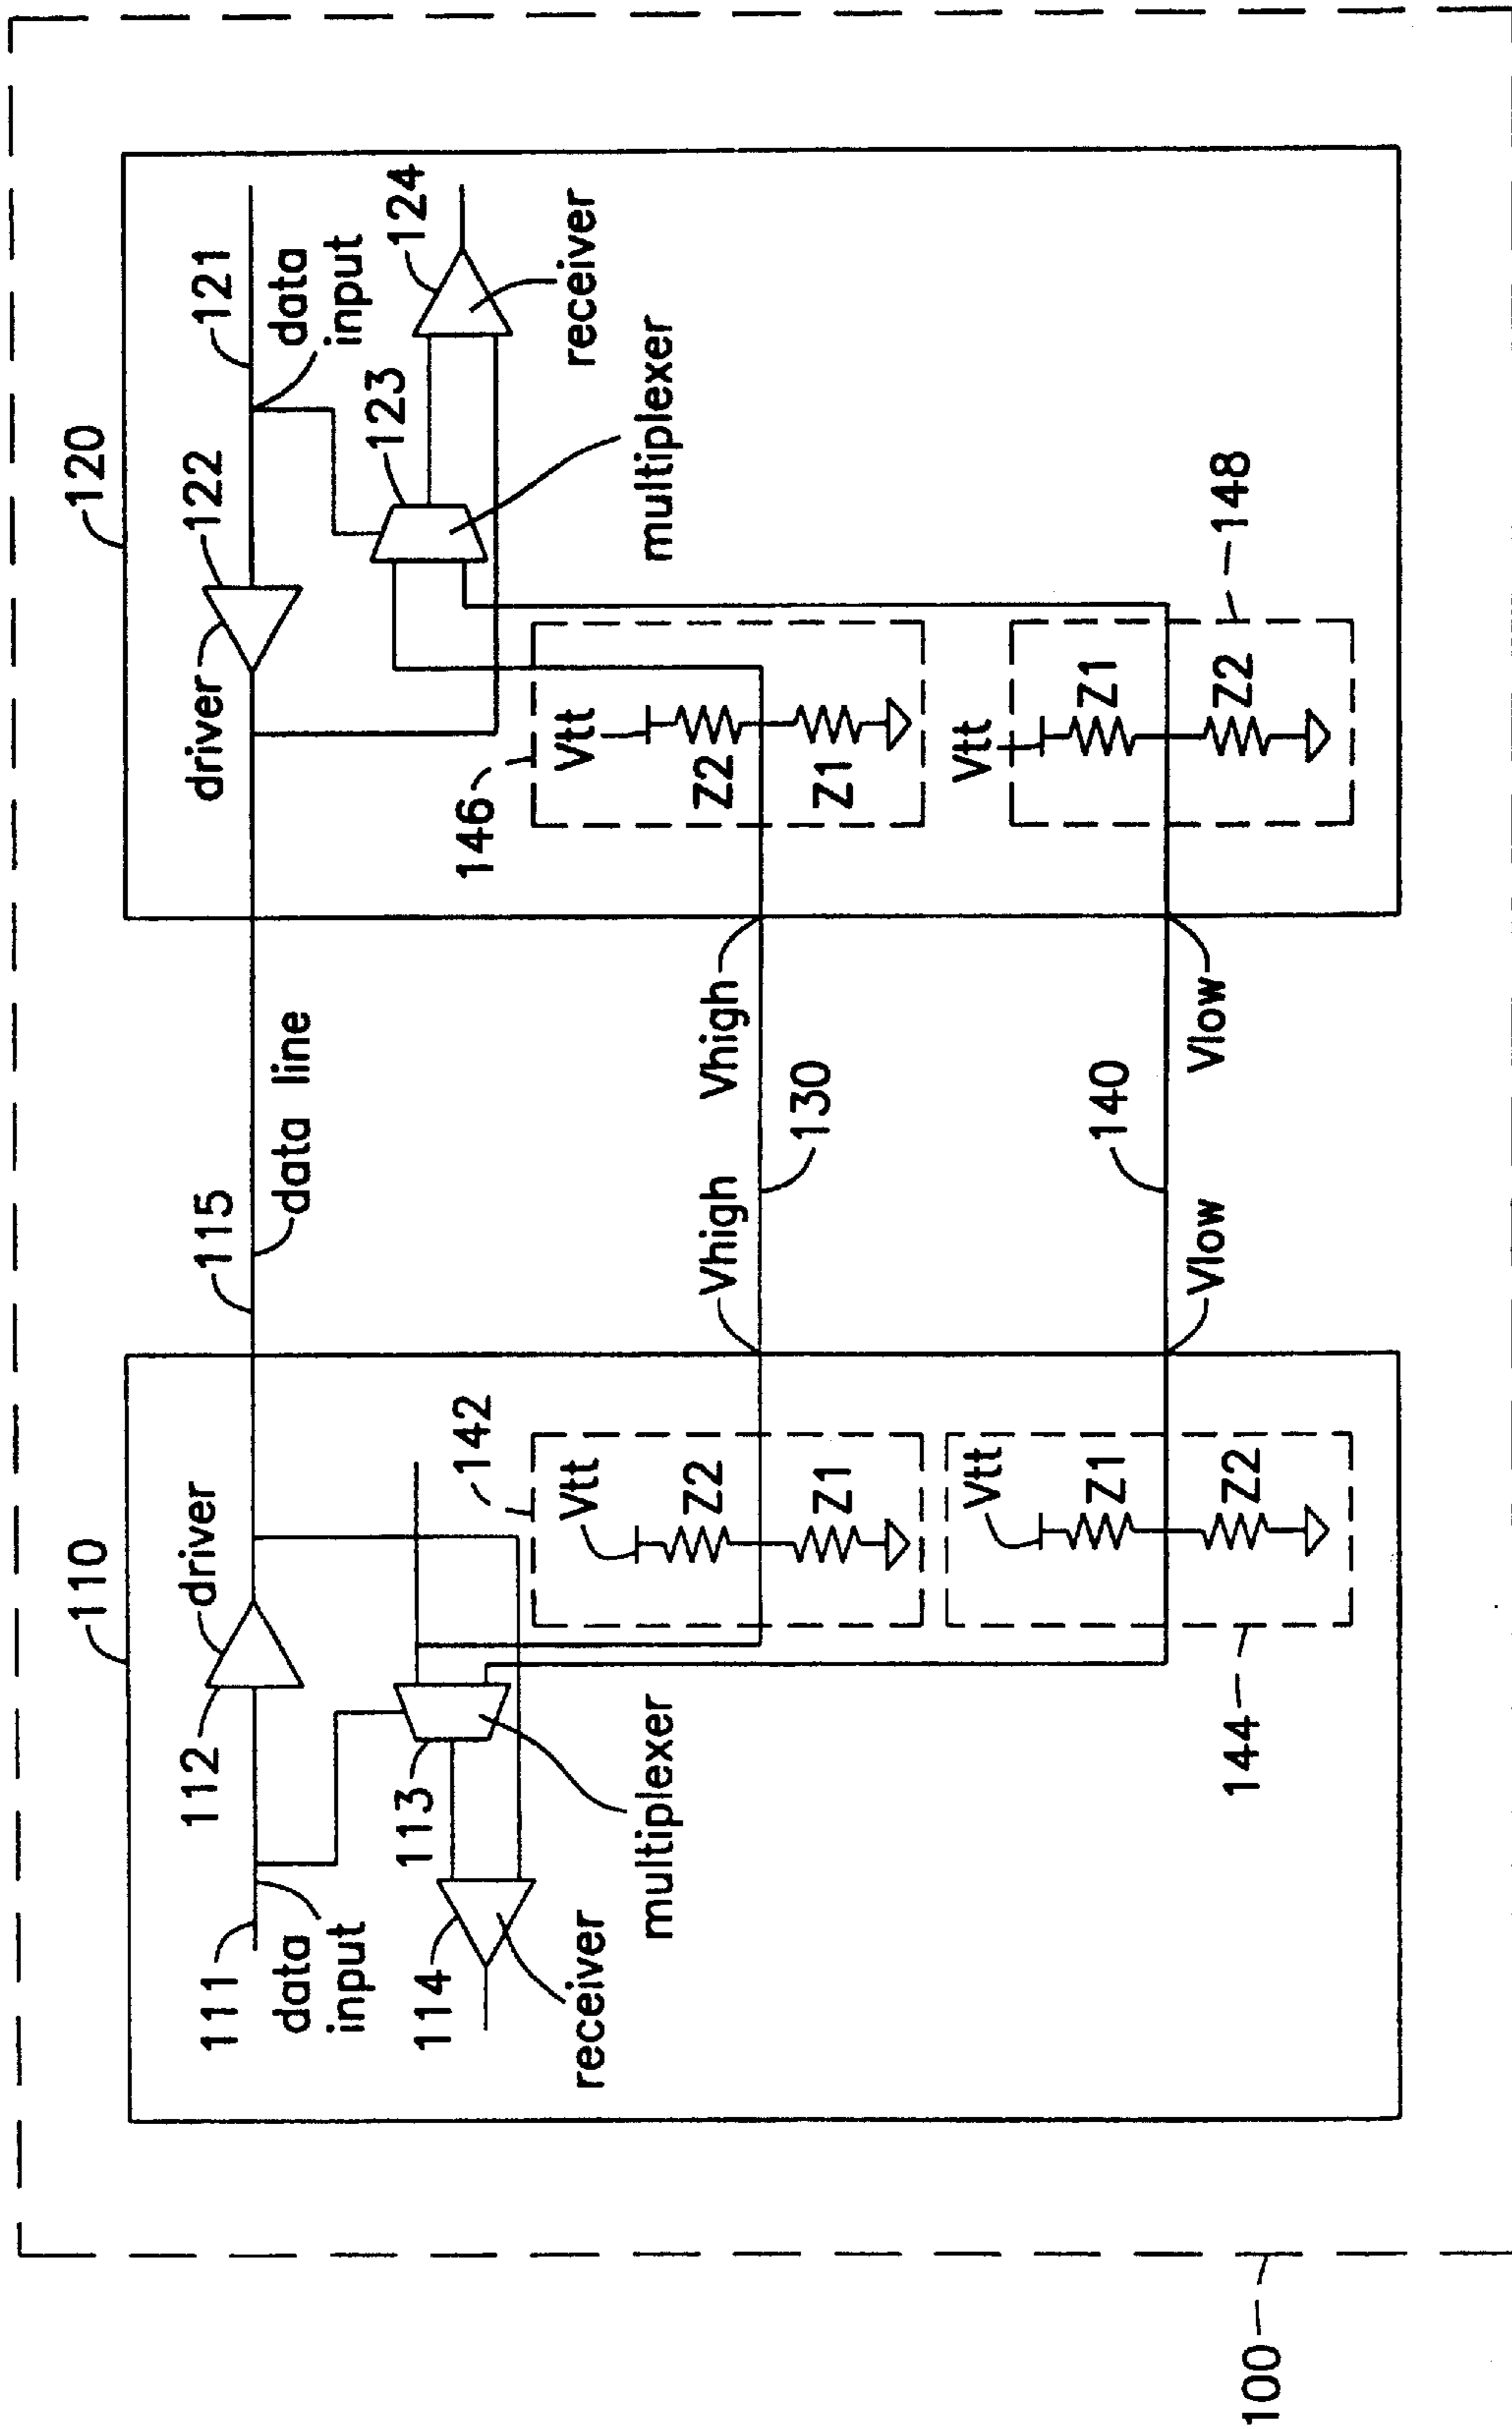 100
110
111
data
input
112
driver
113
multiplexer
114
receiver
142
Vtt
Z2
Z1
144
Vtt
Z1
Z2
115
data line
Vhigh
Vhigh
130
Vlow
Vlow
140
120
driver
122
121
data
input
123
multiplexer
124
receiver
146
Vtt
Z2
Z1
148
Vtt
Z1
Z2